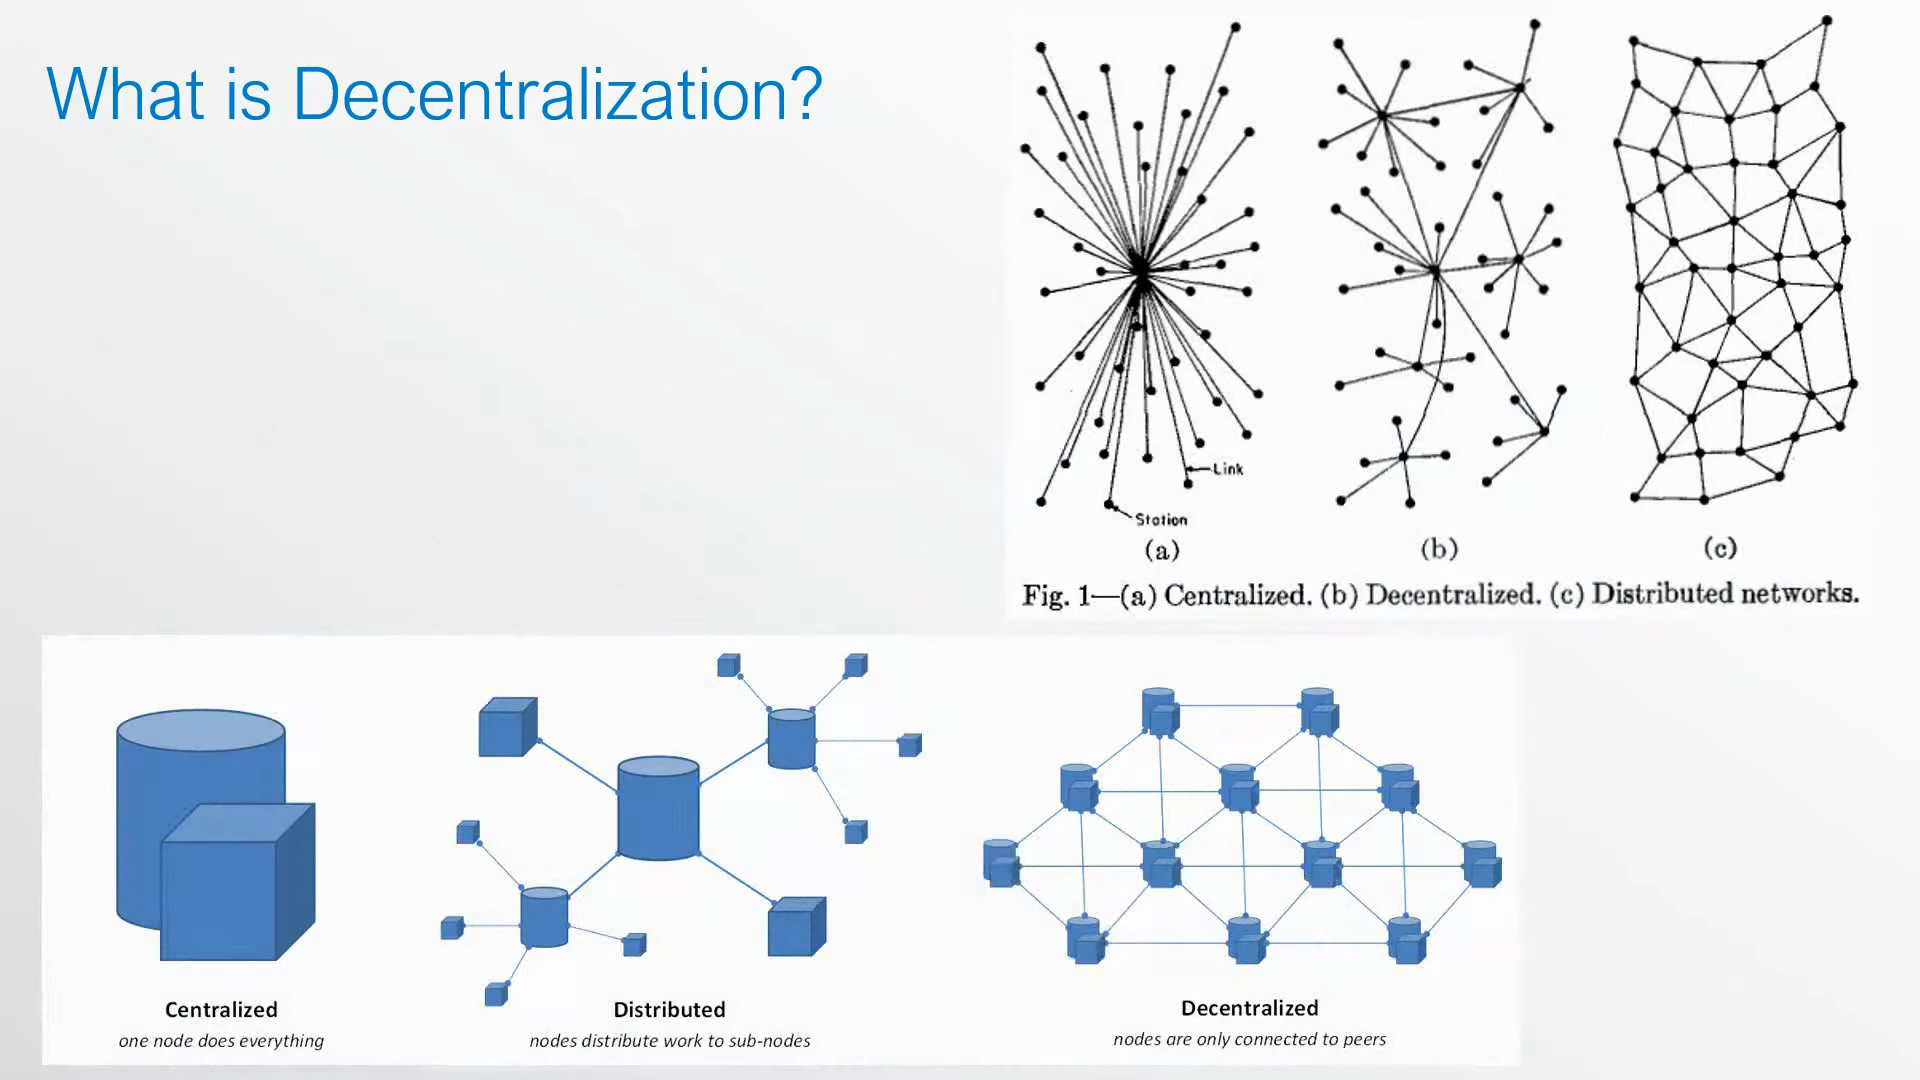 What is Decentralization?
Link
Station
(a)
(b)
(c)
Fig. 1—(a) Centralized. (b) Decentralized. (c) Distributed networks.
Centralized
one node does everything
Distributed
nodes distribute work to sub-nodes
Decentralized
nodes are only connected to peers